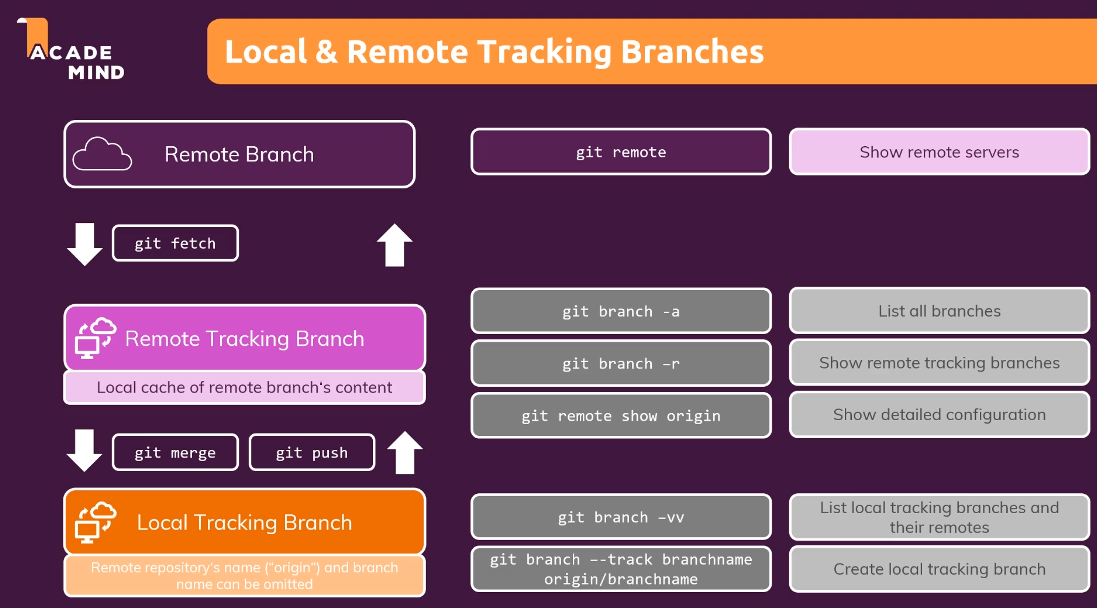 ACADE
MIND
Local & Remote Tracking Branches
Remote Branch
git remote
Show remote servers
git fetch
Remote Tracking Branch
Local cache of remote branch‘s content
git branch -a
List all branches
git branch –r
Show remote tracking branches
git remote show origin
Show detailed configuration
git merge
git push
Local Tracking Branch
Remote repository‘s name (“origin“) and branch
name can be omitted
git branch –vv
List local tracking branches and
their remotes
git branch –-track branchname
origin/branchname
Create local tracking branch